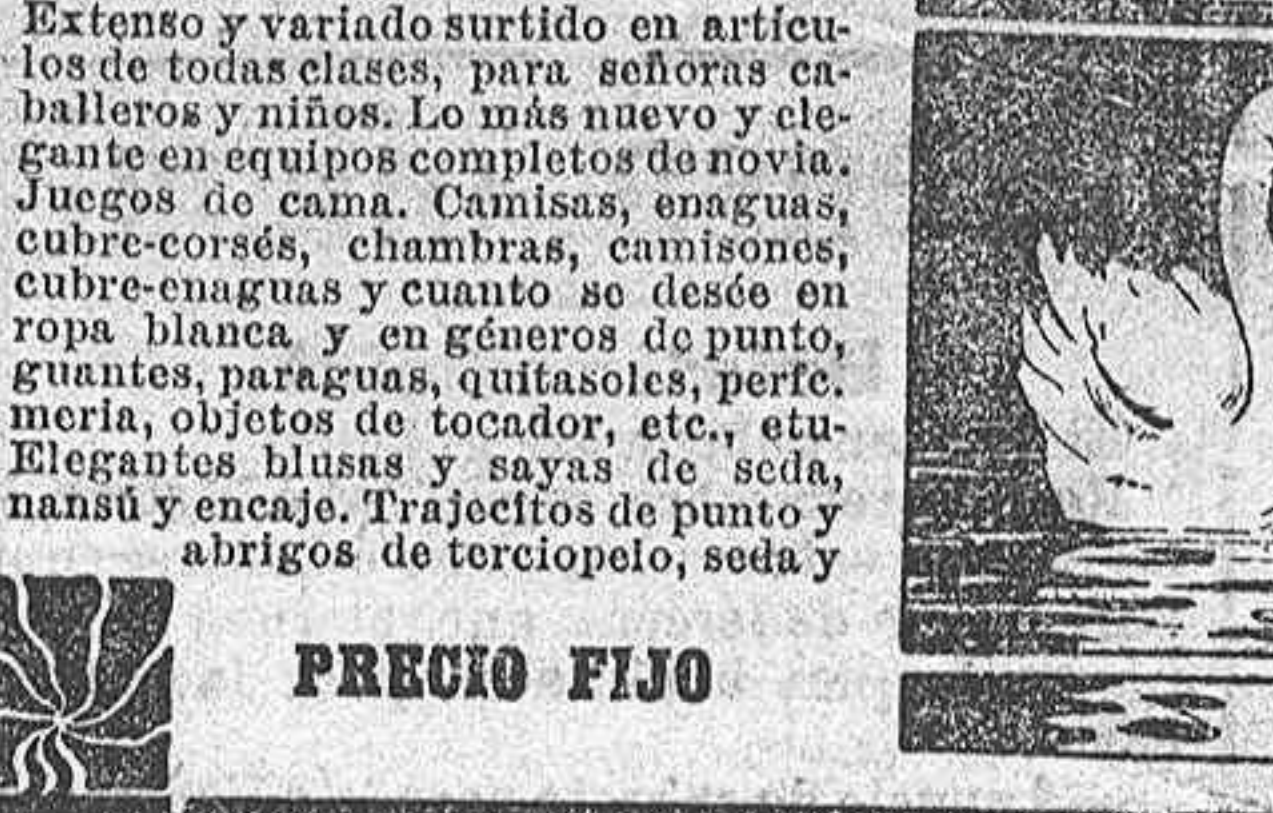 Extenso y variado surtido en artícu-
los de todas clases, para señoras ca-
balleros y niños. Lo más nuevo y ele-
gante en equipos completos de novia.
Juegos de cama. Camisas, enaguas,
cubre-corsés, chambras, camisones,
cubre-enaguas y cuanto se desée en
ropa blanca y en géneros de punto,
guantes, paraguas, quitasoles, perfe.
meria, objetos de tocador, etc., etu-
Elegantes blusas y sayas de seda,
nansú y encaje. Trajecitos de punto y
abrigos de terciopelo, seda y
PRECIO FIJO